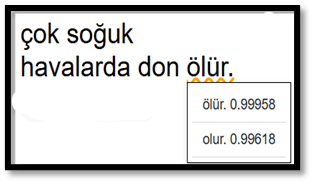 çok soğuk
havalarda don ölür.
ölür. 0.99958
olur. 0.99618